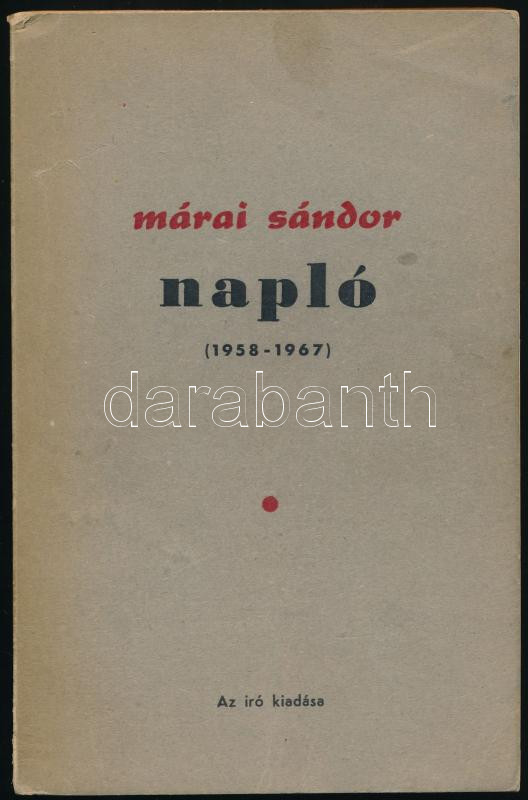 márai sándor
napló
(1958-1967)
darabanth
Az iró kiadása